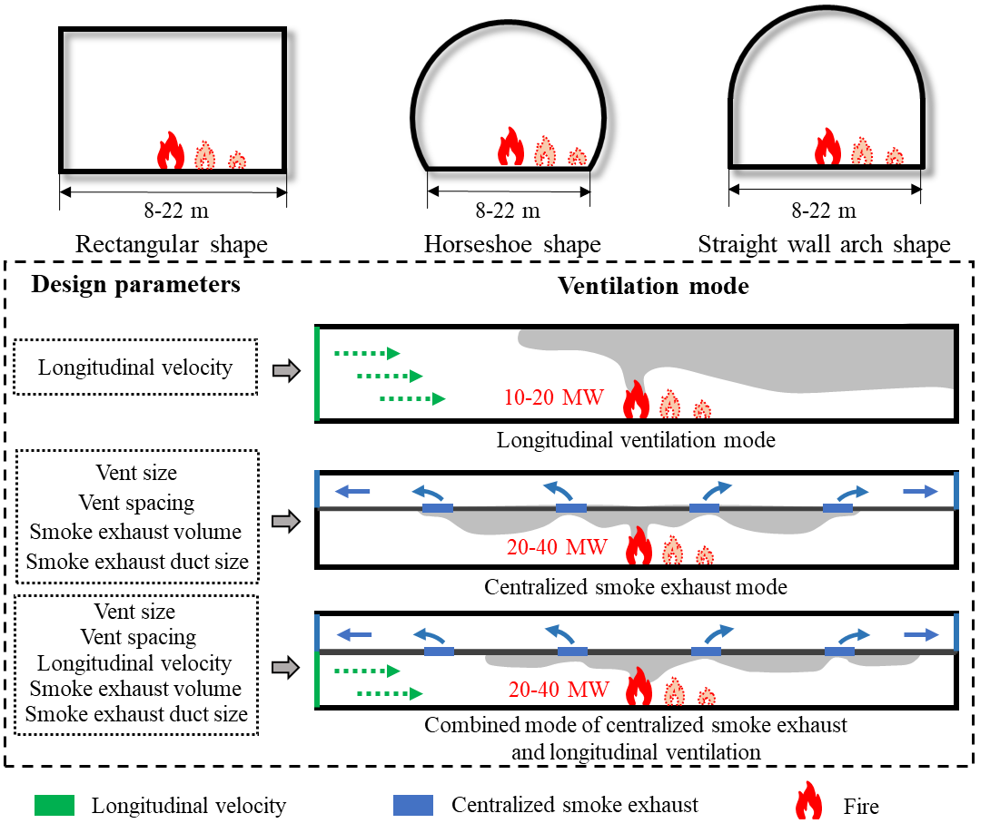 8-22 m
8-22 m
8-22 m
Rectangular shape
Horseshoe shape
Straight wall arch shape
Design parameters
Ventilation mode
Longitudinal velocity
10-20 MW
Longitudinal ventilation mode
Vent size
Vent spacing
Smoke exhaust volume
Smoke exhaust duct size
20-40 MW
Centralized smoke exhaust mode
Vent size
Vent spacing
Longitudinal velocity
Smoke exhaust volume
Smoke exhaust duct size
20-40 MW
Combined mode of centralized smoke exhaust
and longitudinal ventilation
Longitudinal velocity
Centralized smoke exhaust
Fire